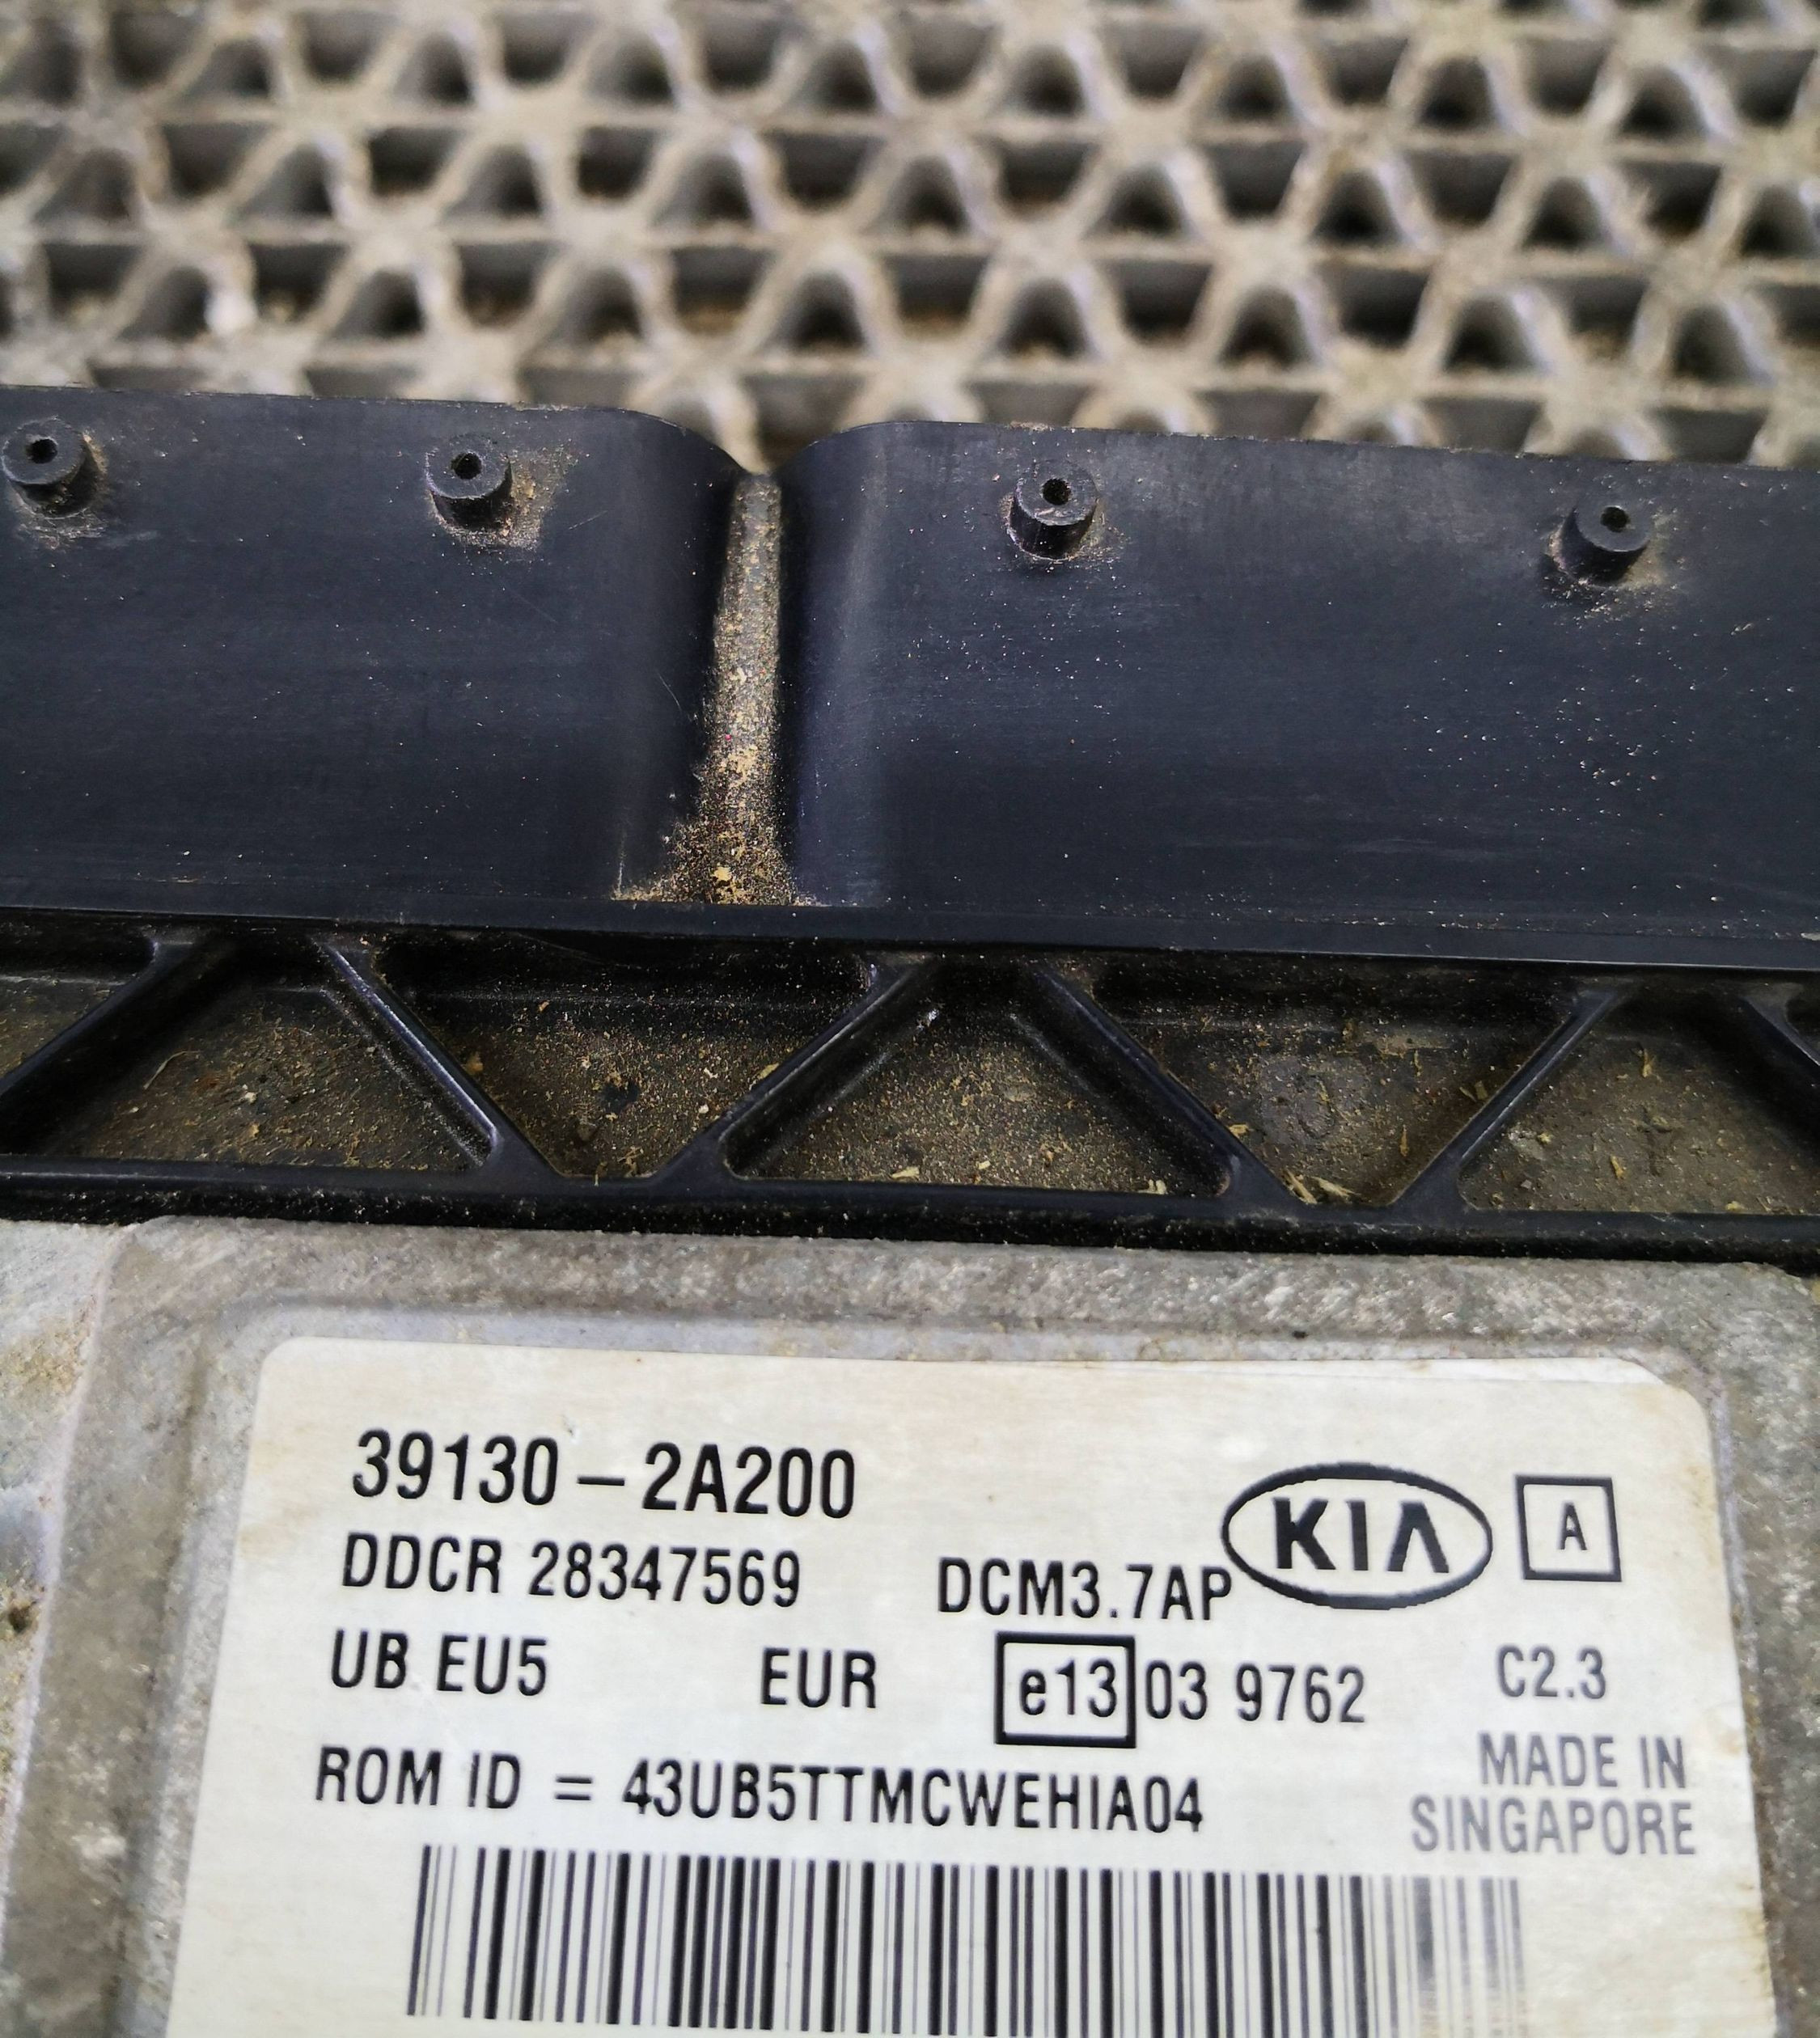 39130-2A200
KIA A
DDCR 28347569 DCM3.7AP
UB EU5 EUR e13 03 9762 C2.3
MADE IN
ROM ID = 43UB5TTMCWEHIA04
SINGAPORE